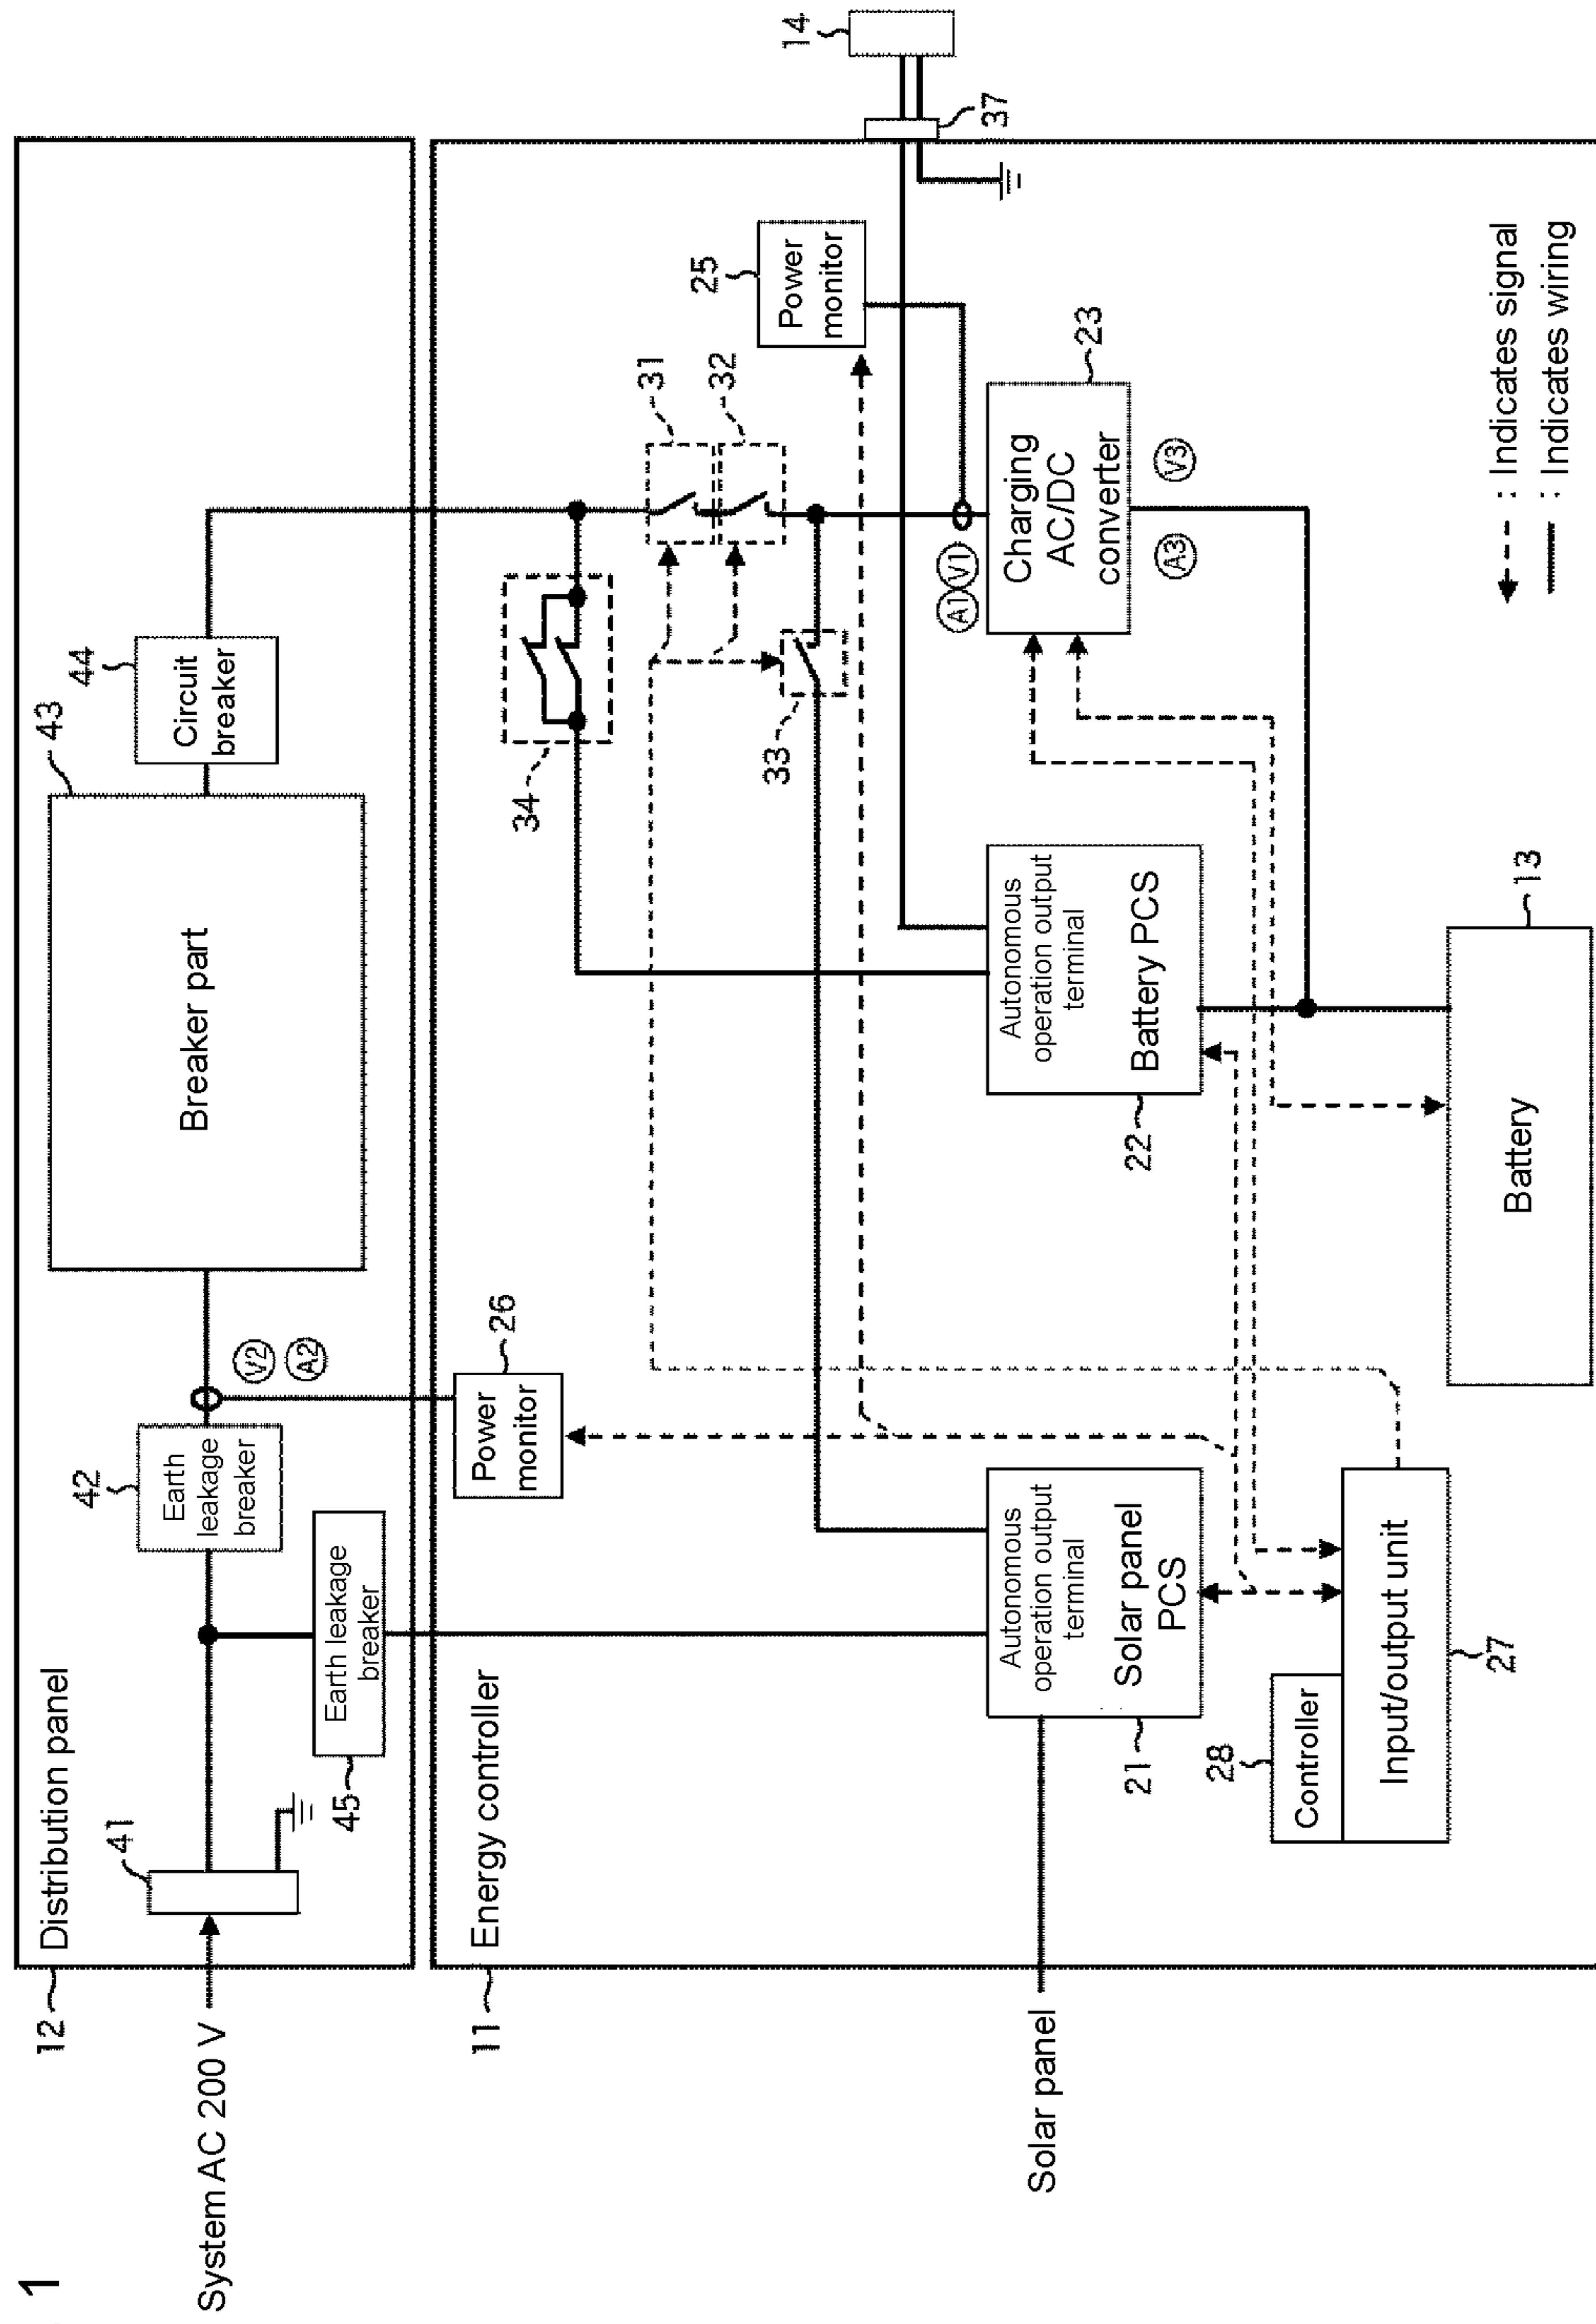 1
12
Distribution panel
System AC 200 V
41
45
Earth leakage
breaker
42
Earth
leakage
breaker
V2
A2
43
Breaker part
44
Circuit
breaker
11
Energy controller
26
Power
monitor
34
31
32
33
25
Power
monitor
14
37
A1
V1
Solar panel
21
Autonomous
operation output
terminal
Solar panel
PCS
22
Autonomous
operation output
terminal
Battery PCS
23
Charging
AC/DC
converter
A3
V3
28
Controller
27
Input/output unit
13
Battery
: Indicates signal
: Indicates wiring